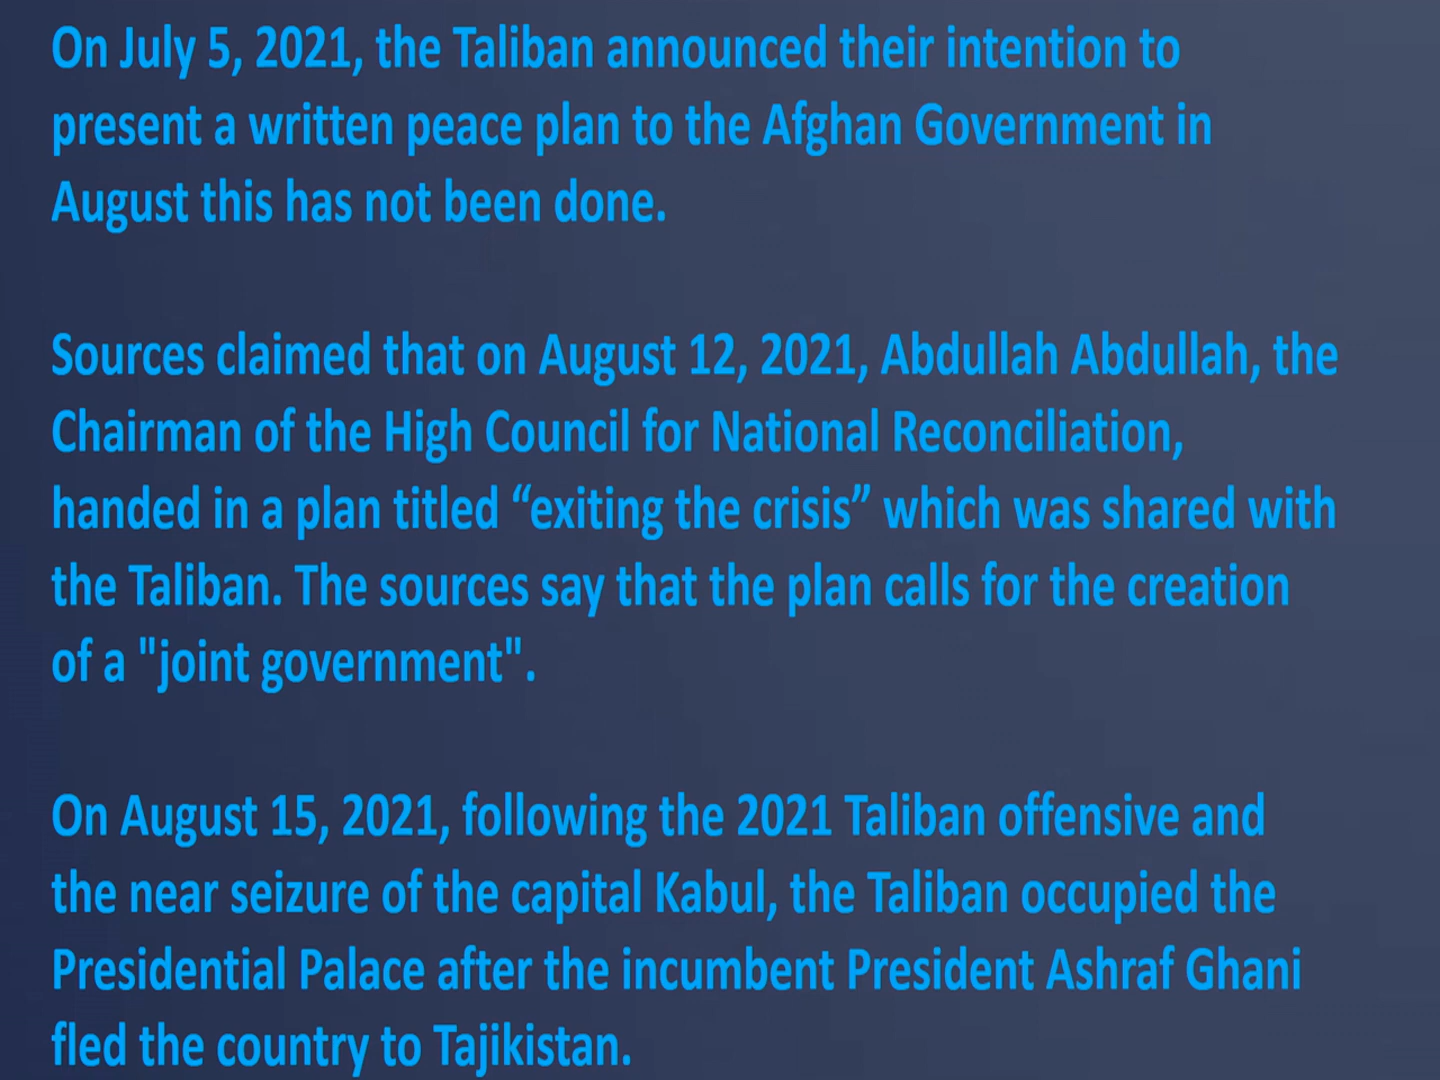 On July 5, 2021, the Taliban announced their intention to
present a written peace plan to the Afghan Government in
August this has not been done.
Sources claimed that on August 12, 2021, Abdullah Abdullah, the
Chairman of the High Council for National Reconciliation,
handed in a plan titled “exiting the crisis” which was shared with
the Taliban. The sources say that the plan calls for the creation
of a "joint government".
On August 15, 2021, following the 2021 Taliban offensive and
the near seizure of the capital Kabul, the Taliban occupied the
Presidential Palace after the incumbent President Ashraf Ghani
fled the country to Tajikistan.